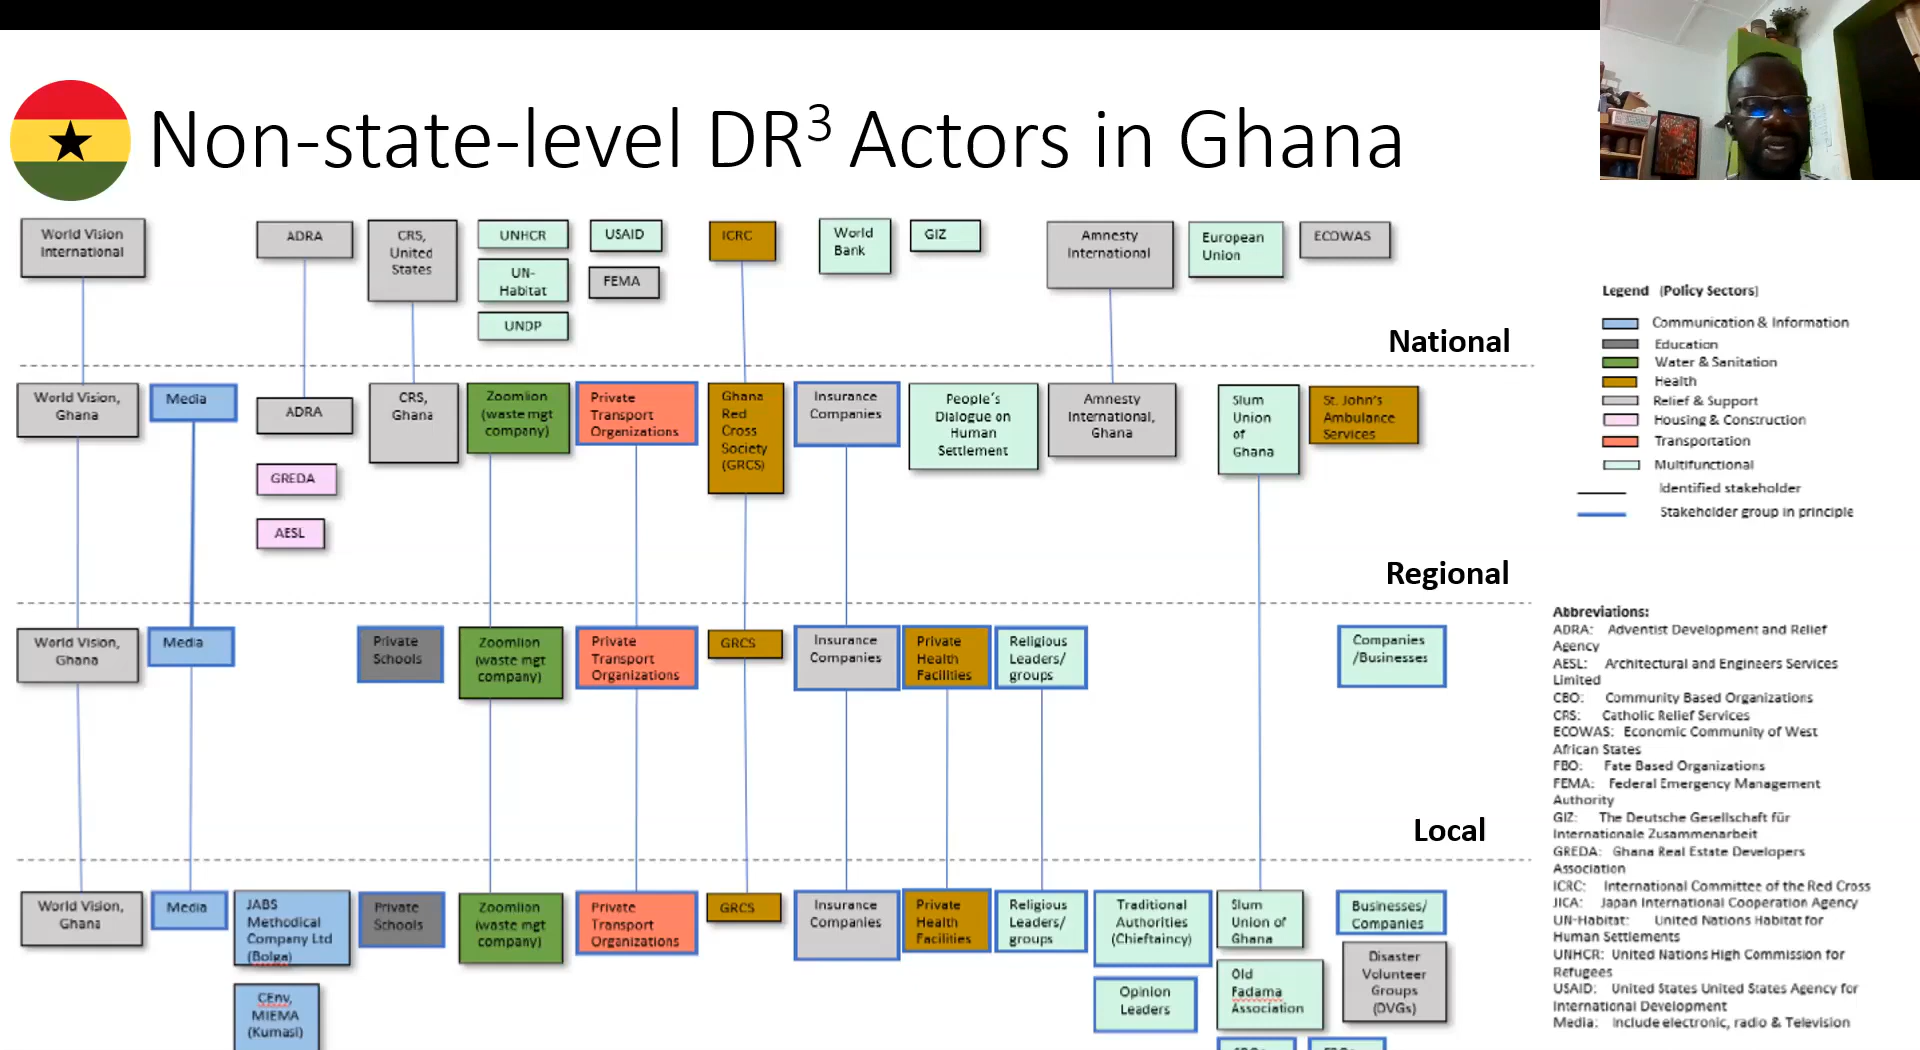 Non-state-level DR3 Actors in Ghana
World Vision
International
ADRA
CRS,
United
States
UNHCR
UN-
Habitat
UNDP
USAID
FEMA
ICRC
World
Bank
GIZ
Amnesty
International
European
Union
ECOWAS
National
World Vision,
Ghana
Media
ADRA
GREDA
AESL
CRS,
Ghana
Zoomlion
(waste mgt
company)
Private
Transport
Organizations
Ghana
Red
Cross
Society
(GRCS)
Insurance
Companies
People's
Dialogue on
Human
Settlement
Amnesty
International,
Ghana
Slum
Union
of
Ghana
St. John's
Ambulance
Services
Regional
World Vision,
Ghana
Media
Private
Schools
Zoomlion
(waste mgt
company)
Private
Transport
Organizations
GRCS
Insurance
Companies
Private
Health
Facilities
Religious
Leaders/
groups
Companies
/Businesses
Local
World Vision,
Ghana
Media
JABS
Methodical
Company Ltd
(Bolga)
CEnv,
MIEMA
(Kumasi)
Private
Schools
Zoomlion
(waste mgt
company)
Private
Transport
Organizations
GRCS
Insurance
Companies
Private
Health
Facilities
Religious
Leaders/
groups
Traditional
Authorities
(Chieftaincy)
Opinion
Leaders
Slum
Union of
Ghana
Old
Fadama
Association
Businesses/
Companies
Disaster
Volunteer
Groups
(DVGs)
Legend (Policy Sectors)
Communication & Information
Education
Water & Sanitation
Health
Relief & Support
Housing & Construction
Transportation
Multifunctional
Identified stakeholder
Stakeholder group in principle
Abbreviations:
ADRA: Adventist Development and Relief
Agency
AESL: Architectural and Engineers Services
Limited
CBO: Community Based Organizations
CRS: Catholic Relief Services
ECOWAS: Economic Community of West
African States
FBO: Fate Based Organizations
FEMA: Federal Emergency Management
Authority
GIZ: The Deutsche Gesellschaft für
Internationale Zusammenarbeit
GREDA: Ghana Real Estate Developers
Association
ICRC: International Committee of the Red Cross
JICA: Japan International Cooperation Agency
UN-Habitat: United Nations Habitat for
Human Settlements
UNHCR: United Nations High Commission for
Refugees
USAID: United States United States Agency for
International Development
Media: Include electronic, radio & Television